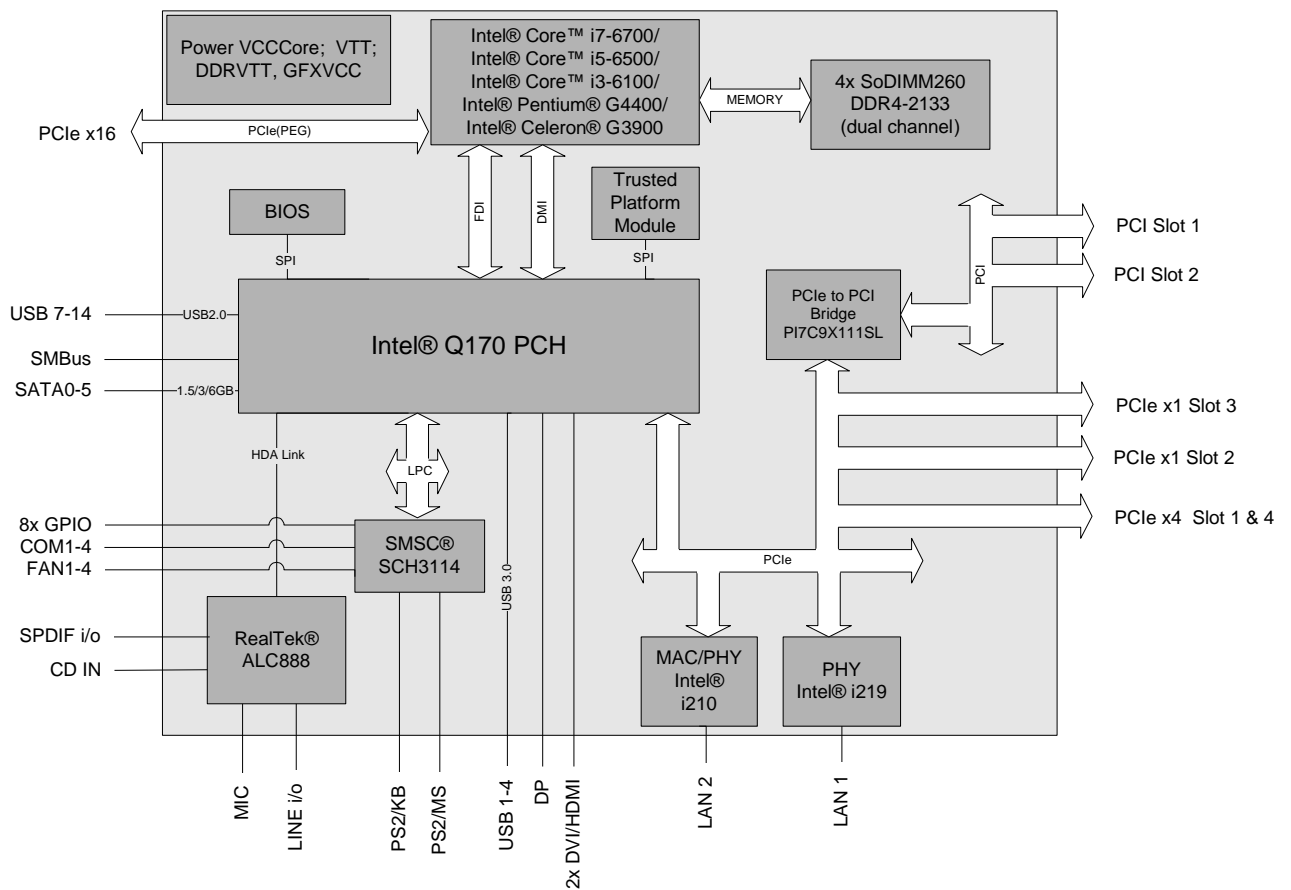 Power VCCCore; VTT;
DDRVTT, GFXVCC
Intel® Core™ i7-6700/
Intel® Core™ i5-6500/
Intel® Core™ i3-6100/
Intel® Pentium® G4400/
Intel® Celeron® G3900
MEMORY
4x SoDIMM260
DDR4-2133
(dual channel)
PCIe x16
PCIe(PEG)
BIOS
SPI
FDI
DMI
Trusted
Platform
Module
SPI
PCI
PCI Slot 1
PCI Slot 2
PCIe to PCI
Bridge
PI7C9X111SL
USB 7-14
USB2.0
SMBus
SATA0-5
1.5/3/6GB
Intel® Q170 PCH
PCIe x1 Slot 3
PCIe x1 Slot 2
PCIe x4 Slot 1 & 4
HDA Link
LPC
8x GPIO
COM1-4
FAN1-4
SMSC®
SCH3114
USB 3.0
PCIe
SPDIF i/o
CD IN
RealTek®
ALC888
MAC/PHY
Intel®
i210
PHY
Intel® i219
MIC
LINE i/o
PS2/KB
PS2/MS
USB 1-4
DP
2x DVI/HDMI
LAN 2
LAN 1